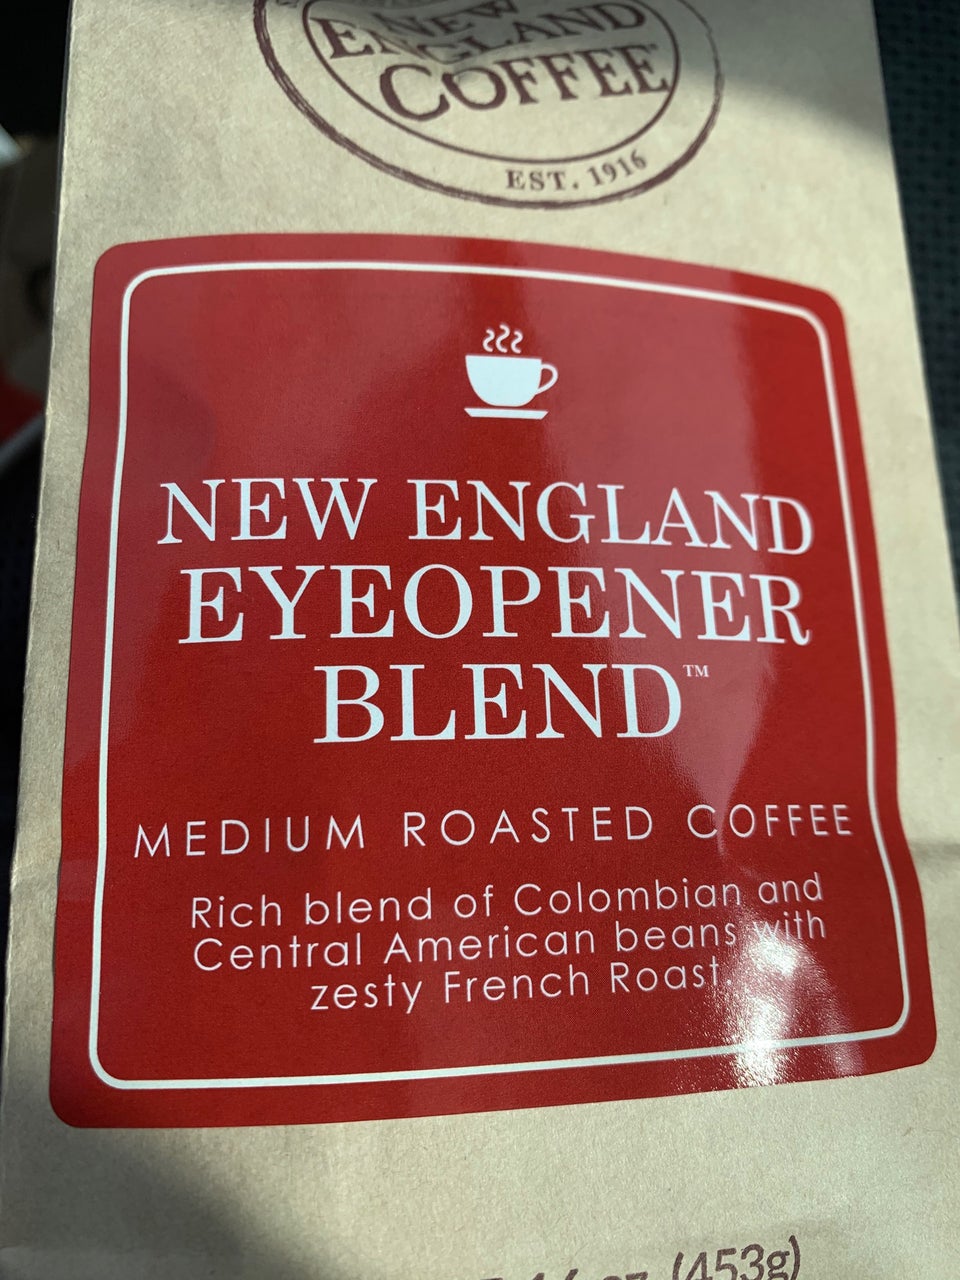 NEW
ENGLAND
COFFEE
EST. 1916
NEW ENGLAND
EYEOPENER
BLEND™
MEDIUM ROASTED COFFEE
Rich blend of Colombian and
Central American beans with
zesty French Roast.
oz (453g)